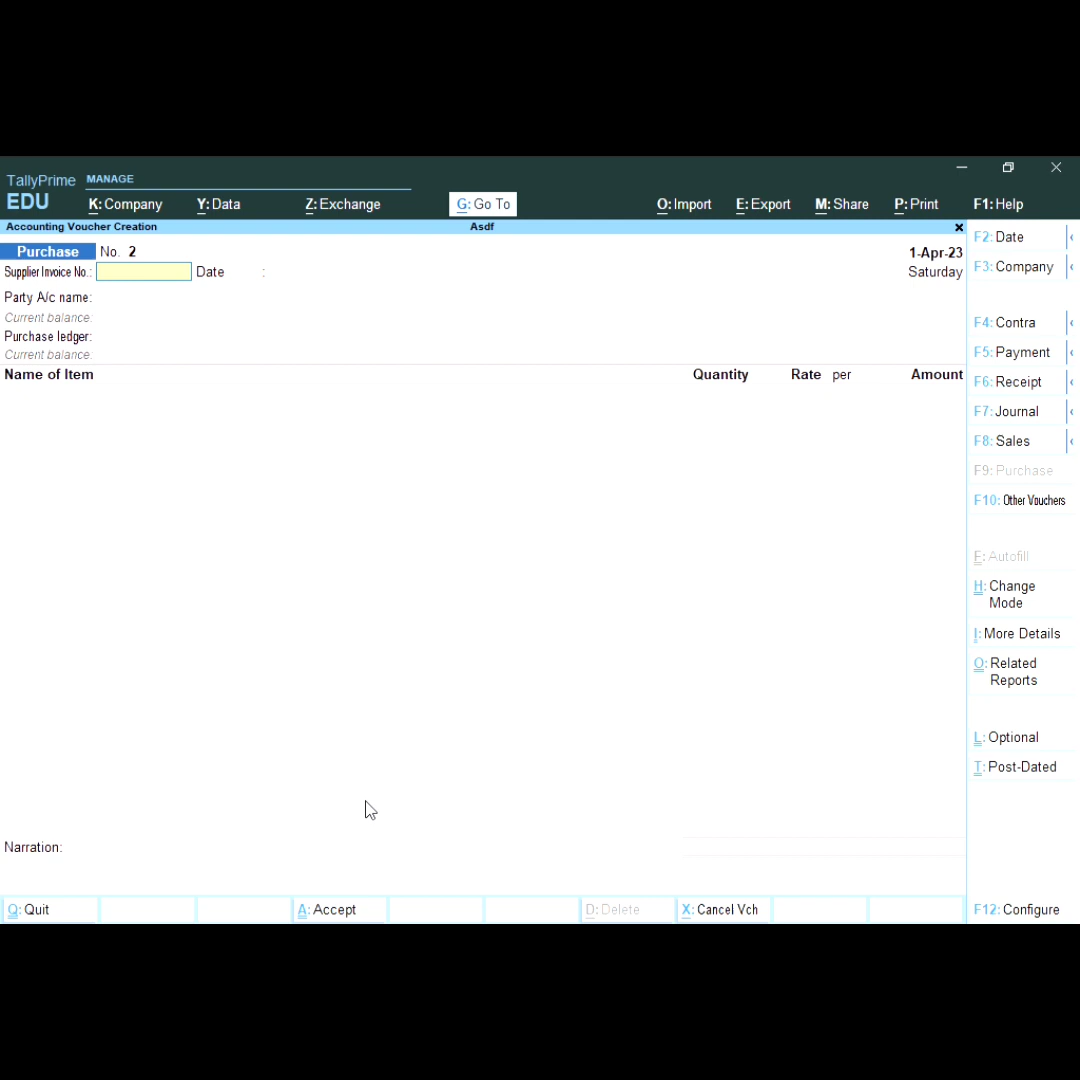 TallyPrime MANAGE
EDU K: Company Y: Data Z: Exchange G: Go To O: Import E: Export M: Share P: Print F1: Help
Accounting Voucher Creation Asdf
Purchase No. 2 1-Apr-23
Supplier Invoice No.: Date : Saturday
Party A/c name:
Current balance:
Purchase ledger:
Current balance:
Name of Item Quantity Rate per Amount
Narration:
Q: Quit A: Accept D: Delete X: Cancel Vch
F2: Date
F3: Company
F4: Contra
F5: Payment
F6: Receipt
F7: Journal
F8: Sales
F9: Purchase
F10: Other Vouchers
F: Autofill
H: Change
Mode
I: More Details
O: Related
Reports
L: Optional
T: Post-Dated
F12: Configure